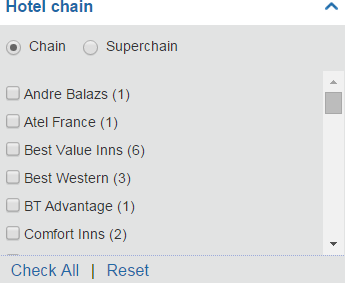 Hotel chain
Chain Superchain
Andre Balazs (1)
Atel France (1)
Best Value Inns (6)
Best Western (3)
BT Advantage (1)
Comfort Inns (2)
Check All | Reset